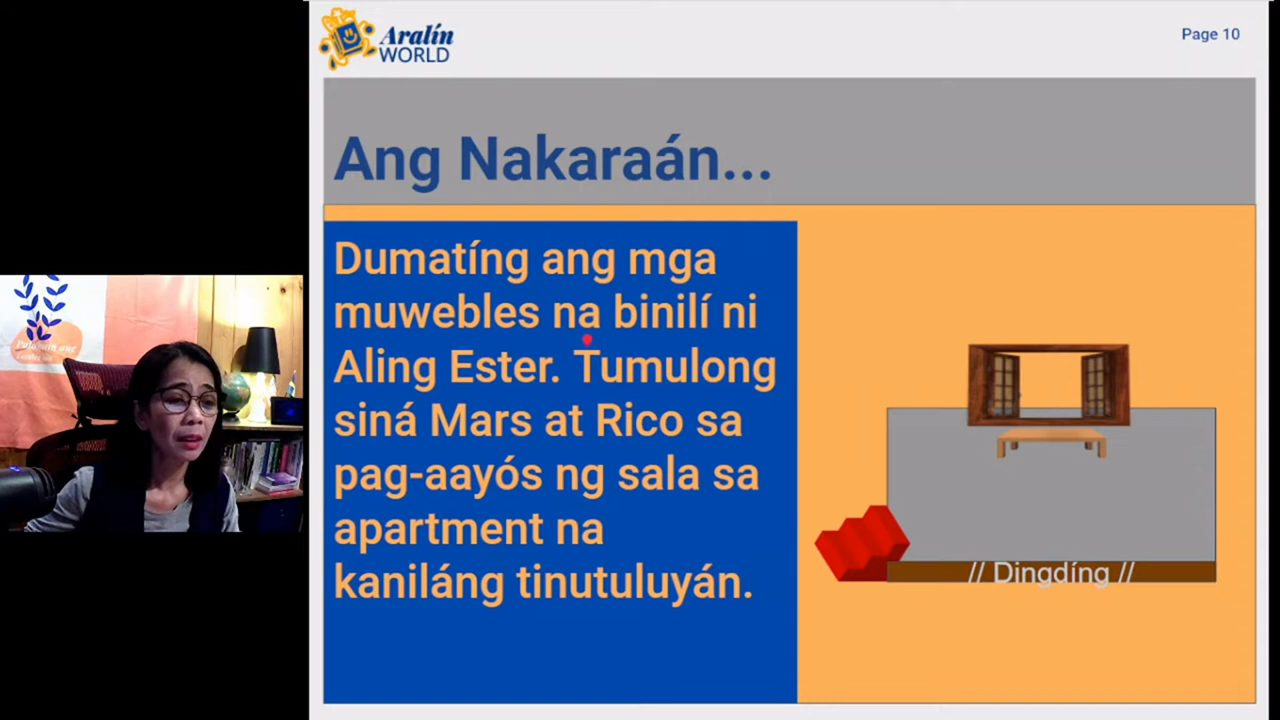 Aralín
WORLD
Page 10
Ang Nakaraán...
Dumatíng ang mga
muwebles na binilí ni
Aling Ester. Tumulong
siná Mars at Rico sa
pag-aayós ng sala sa
apartment na
kaniláng tinutuluyán.
// Dingdíng //